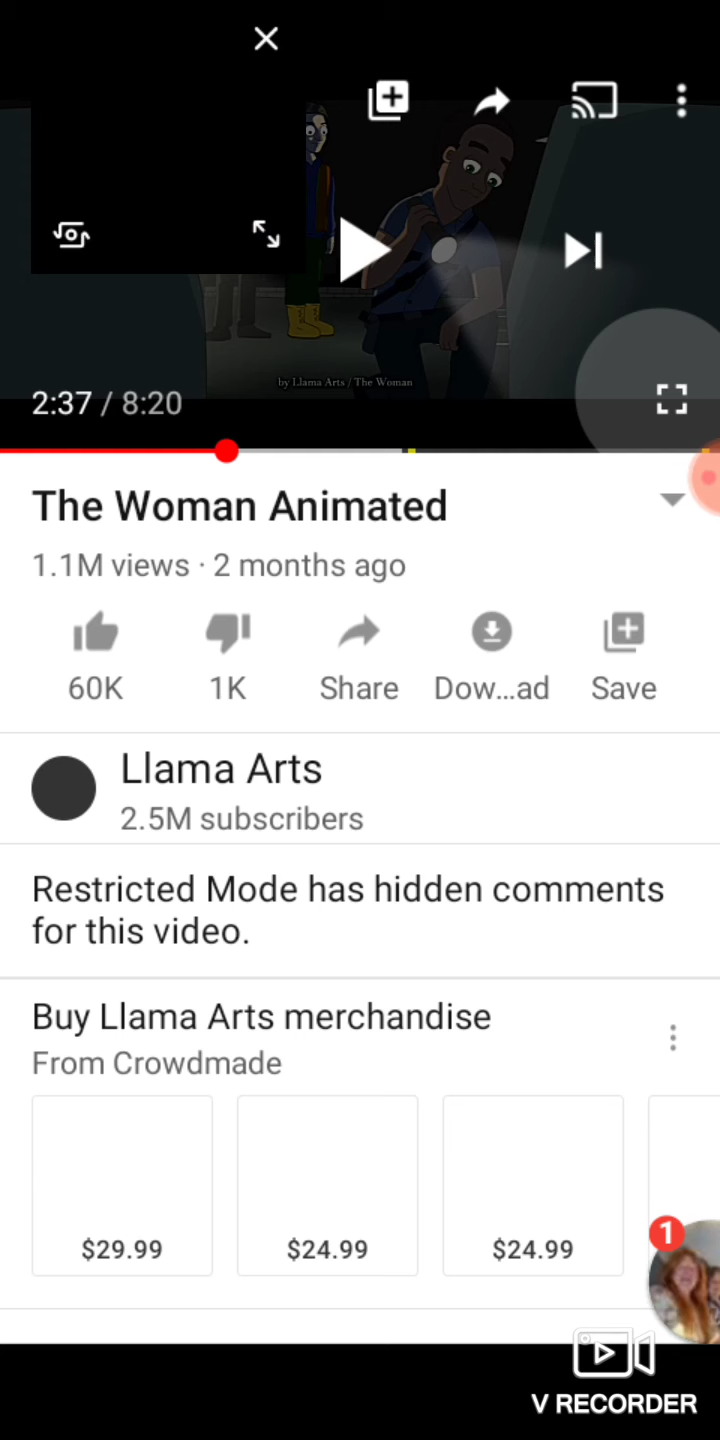 by Llama Arts / The Woman
2:37 / 8:20
The Woman Animated
1.1M views · 2 months ago
60K
1K
Share
Dow...ad
Save
Llama Arts
2.5M subscribers
Restricted Mode has hidden comments
for this video.
Buy Llama Arts merchandise
From Crowdmade
$29.99
$24.99
$24.99
1
V RECORDER